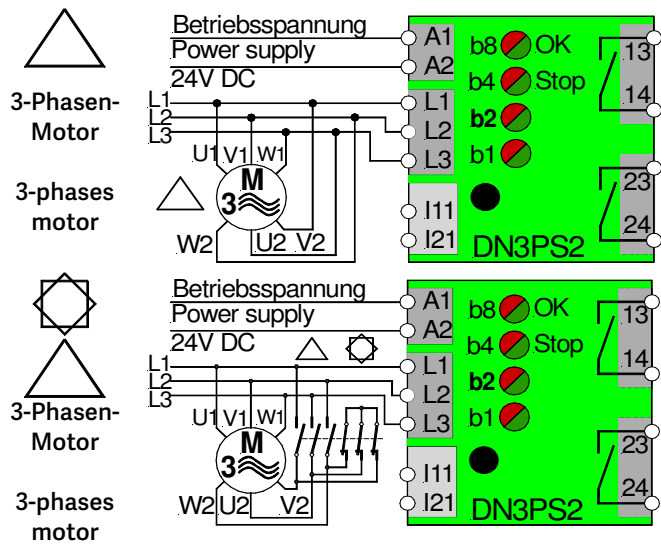 Betriebsspannung
Power supply
24V DC
3-Phasen-
Motor
3-phases
motor
L1
L2
L3
U1 V1 W1
M
3
W2 U2 V2
A1
A2
L1
L2
L3
I11
I21
b8 OK
b4 Stop
b2
b1
DN3PS2
13
14
23
24
Betriebsspannung
Power supply
24V DC
3-Phasen-
Motor
3-phases
motor
L1
L2
L3
U1 V1 W1
M
3
W2 U2 V2
A1
A2
L1
L2
L3
I11
I21
b8 OK
b4 Stop
b2
b1
DN3PS2
13
14
23
24